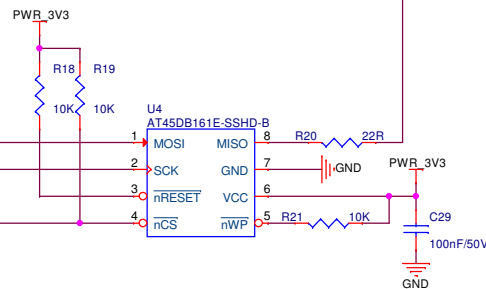 PWR_3V3
R18
R19
10K
10K
U4
AT45DB161E-SSHD-B
1
MOSI
MISO
8
R20
22R
2
SCK
GND
7
GND
PWR_3V3
3
nRESET
VCC
6
4
nCS
nWP
5
R21
10K
C29
100nF/50V
GND